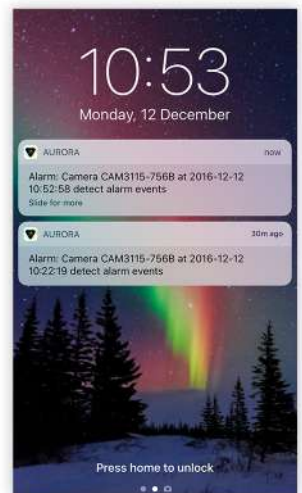 10:53
Monday, 12 December
AURORA now
Alarm: Camera CAM3115-756B at 2016-12-12
10:52:58 detect alarm events
Slide for more
AURORA 30m ago
Alarm: Camera CAM3115-756B at 2016-12-12
10:22:19 detect alarm events
Press home to unlock